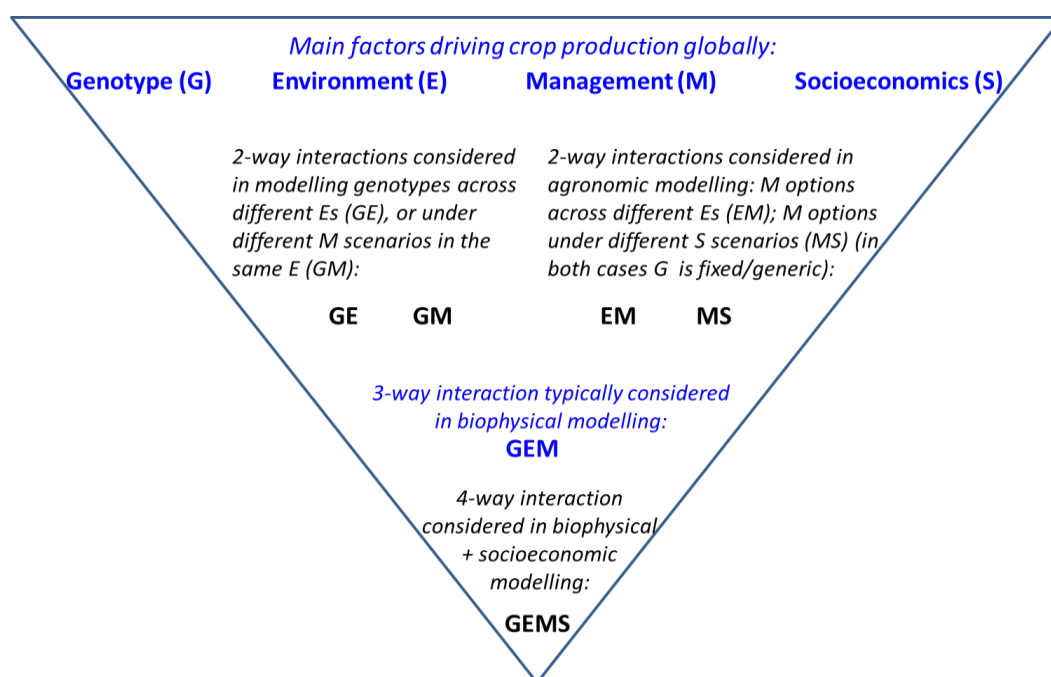 Main factors driving crop production globally:
Genotype (G) Environment (E) Management (M) Socioeconomics (S)
2-way interactions considered
in modelling genotypes across
different Es (GE), or under
different M scenarios in the
same E (GM):
GE GM
2-way interactions considered in
agronomic modelling: M options
across different Es (EM); M options
under different S scenarios (MS) (in
both cases G is fixed/generic):
EM MS
3-way interaction typically considered
in biophysical modelling:
GEM
4-way interaction
considered in biophysical
+ socioeconomic
modelling:
GEMS